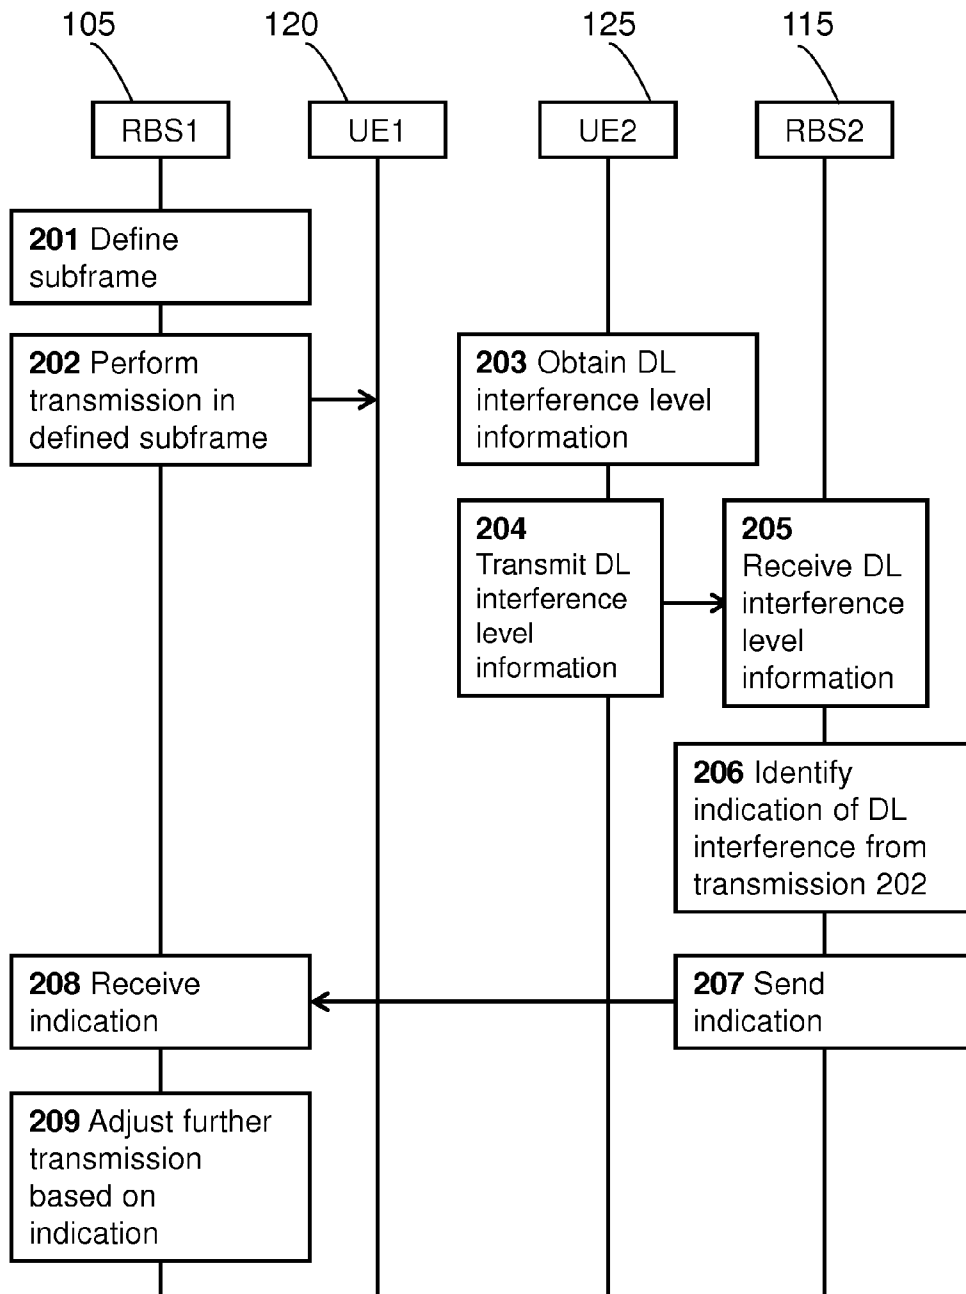 105
120
125
115
RBS1
UE1
UE2
RBS2
201 Define
subframe
202 Perform
transmission in
defined subframe
203 Obtain DL
interference level
information
204
Transmit DL
interference
level
information
205
Receive DL
interference
level
information
206 Identify
indication of DL
interference from
transmission 202
208 Receive
indication
207 Send
indication
209 Adjust further
transmission
based on
indication